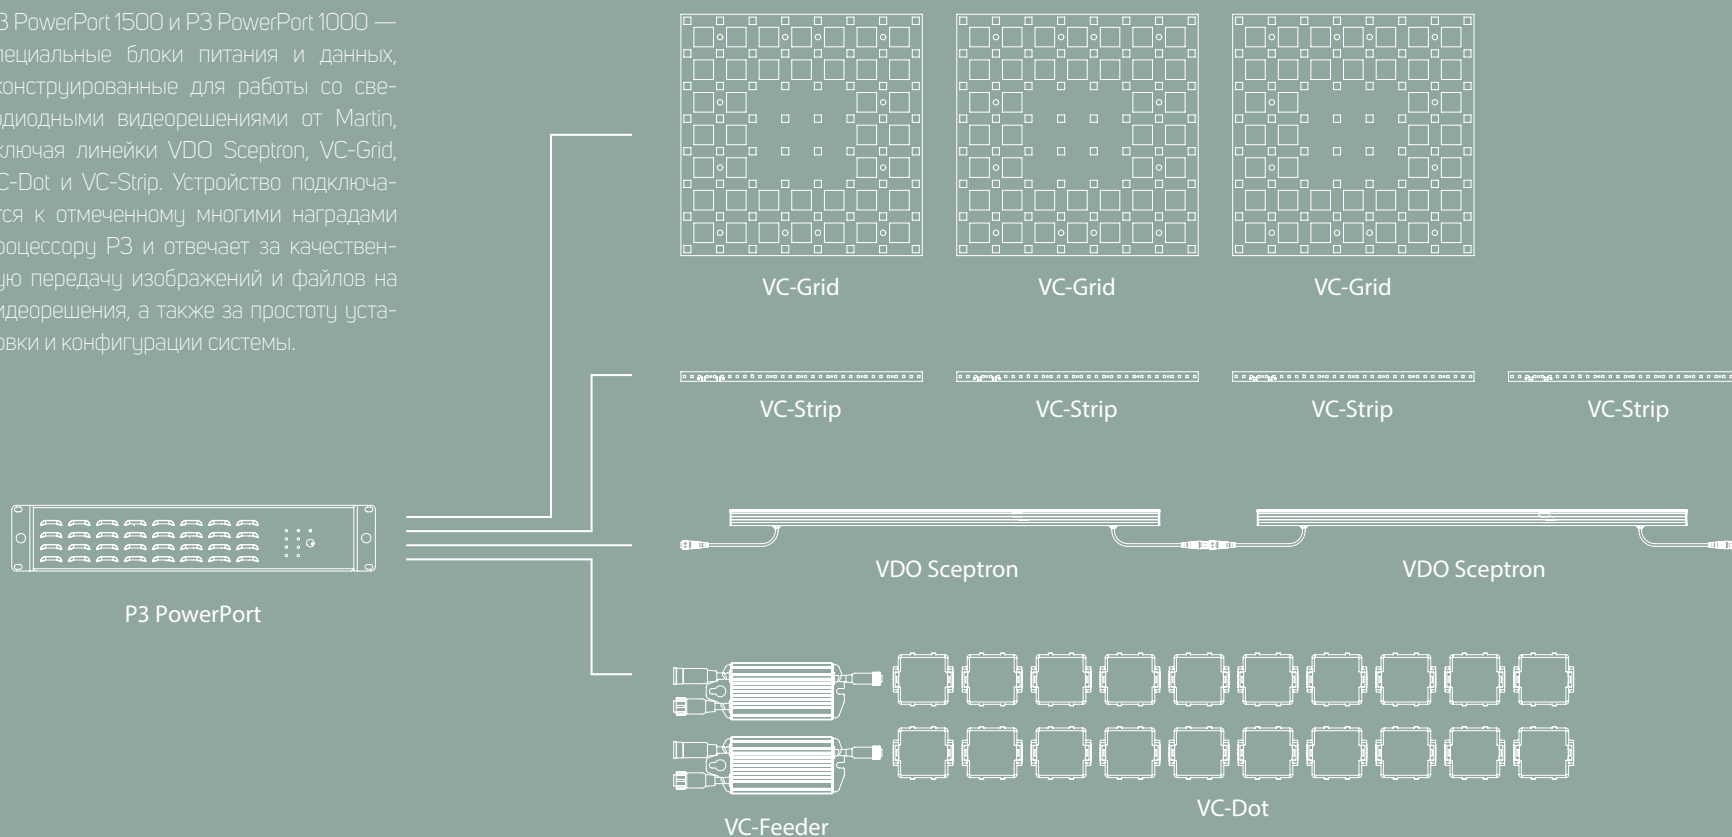 3 PowerPort 1500 и P3 PowerPort 1000 —
пециальные блоки питания и данных,
конструированные для работы со све-
одиодными видеорешениями от Martin,
ключая линейки VDO Sceptron, VC-Grid,
C-Dot и VC-Strip. Устройство подключа-
тся к отмеченному многими наградами
роцессору P3 и отвечает за качествен-
ую передачу изображений и файлов на
идеорешения, а также за простоту уста-
овки и конфигурации системы.
VC-Grid VC-Grid VC-Grid
VC-Strip VC-Strip VC-Strip VC-Strip
VDO Sceptron VDO Sceptron
P3 PowerPort
VC-Dot
VC-Feeder